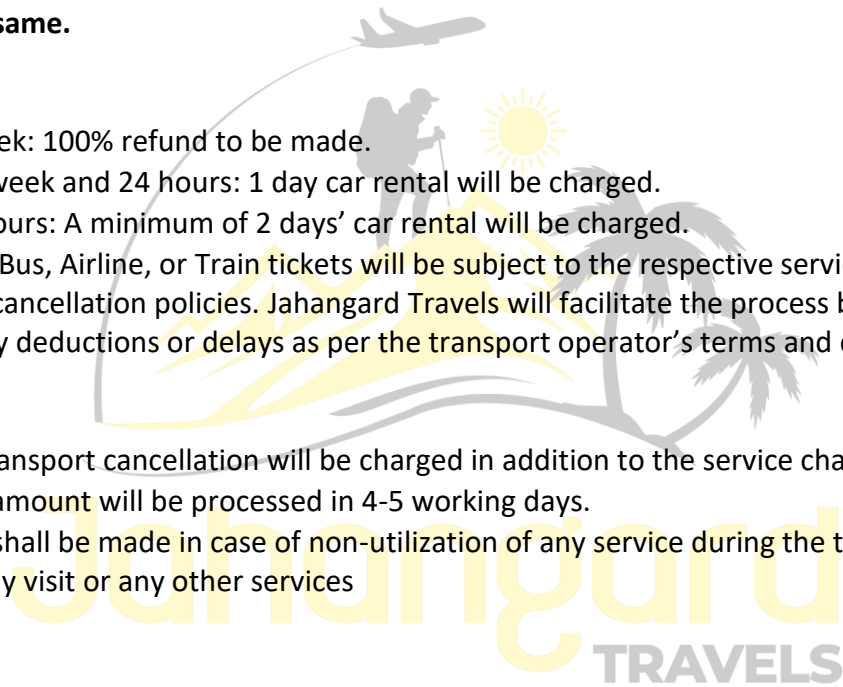 same.
ek: 100% refund to be made.
week and 24 hours: 1 day car rental will be charged.
ours: A minimum of 2 days’ car rental will be charged.
Bus, Airline, or Train tickets will be subject to the respective servi
cancellation policies. Jahangard Travels will facilitate the process b
y deductions or delays as per the transport operator’s terms and
ansport cancellation will be charged in addition to the service cha
amount will be processed in 4-5 working days.
shall be made in case of non-utilization of any service during the t
y visit or any other services
Jahangard
TRAVELS